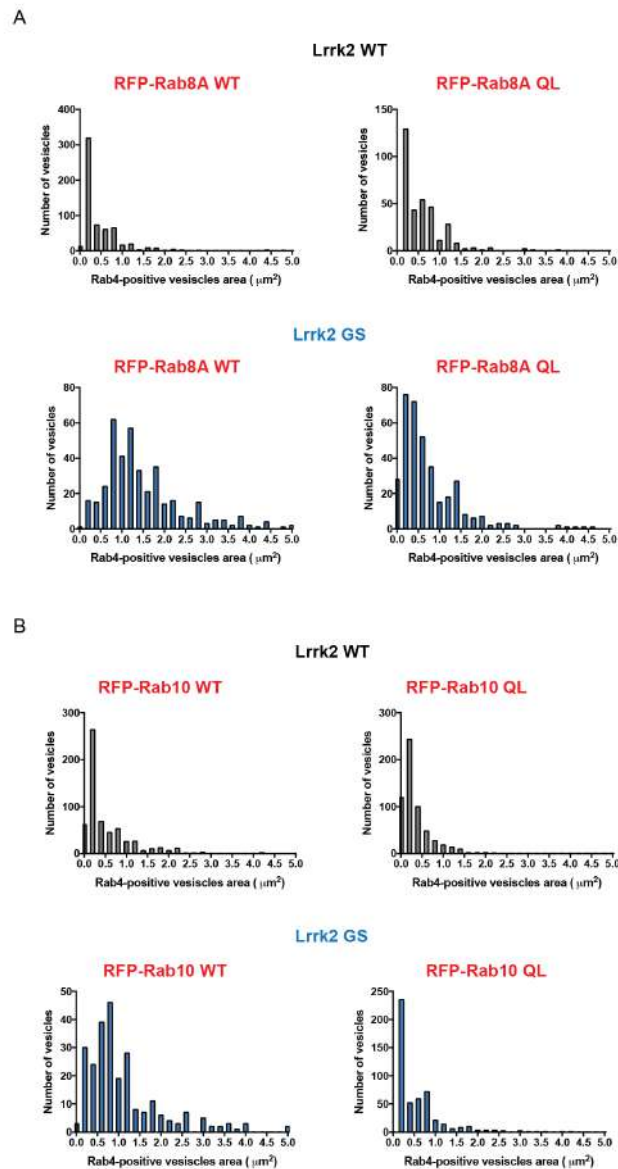 A
Lrrk2 WT
RFP-Rab8A WT
RFP-Rab8A QL
Number of vesiscles
400
300
200
100
0
0.0 0.5 1.0 1.5 2.0 2.5 3.0 3.5 4.0 4.5 5.0
Rab4-positive vesiscles area ( μm²)
Number of vesiscles
150
100
50
0
0.0 0.5 1.0 1.5 2.0 2.5 3.0 3.5 4.0 4.5 5.0
Rab4-positive vesiscles area ( μm²)
Lrrk2 GS
RFP-Rab8A WT
RFP-Rab8A QL
Number of vesicles
80
60
40
20
0
0.0 0.5 1.0 1.5 2.0 2.5 3.0 3.5 4.0 4.5 5.0
Rab4-positive vesiscles area ( μm²)
Number of vesicles
80
60
40
20
0
0.0 0.5 1.0 1.5 2.0 2.5 3.0 3.5 4.0 4.5 5.0
Rab4-positive vesiscles area ( μm²)
B
Lrrk2 WT
RFP-Rab10 WT
RFP-Rab10 QL
Number of vesicles
300
200
100
0
0.0 0.5 1.0 1.5 2.0 2.5 3.0 3.5 4.0 4.5 5.0
Rab4-positive vesiscles area ( μm²)
Number of vesicles
300
200
100
0
0.0 0.5 1.0 1.5 2.0 2.5 3.0 3.5 4.0 4.5 5.0
Rab4-positive vesiscles area ( μm²)
Lrrk2 GS
RFP-Rab10 WT
RFP-Rab10 QL
Number of vesicles
50
40
30
20
10
0
0.0 0.5 1.0 1.5 2.0 2.5 3.0 3.5 4.0 4.5 5.0
Rab4-positive vesiscles area ( μm²)
Number of vesicles
250
200
150
100
50
0
0.0 0.5 1.0 1.5 2.0 2.5 3.0 3.5 4.0 4.5 5.0
Rab4-positive vesiscles area ( μm²)